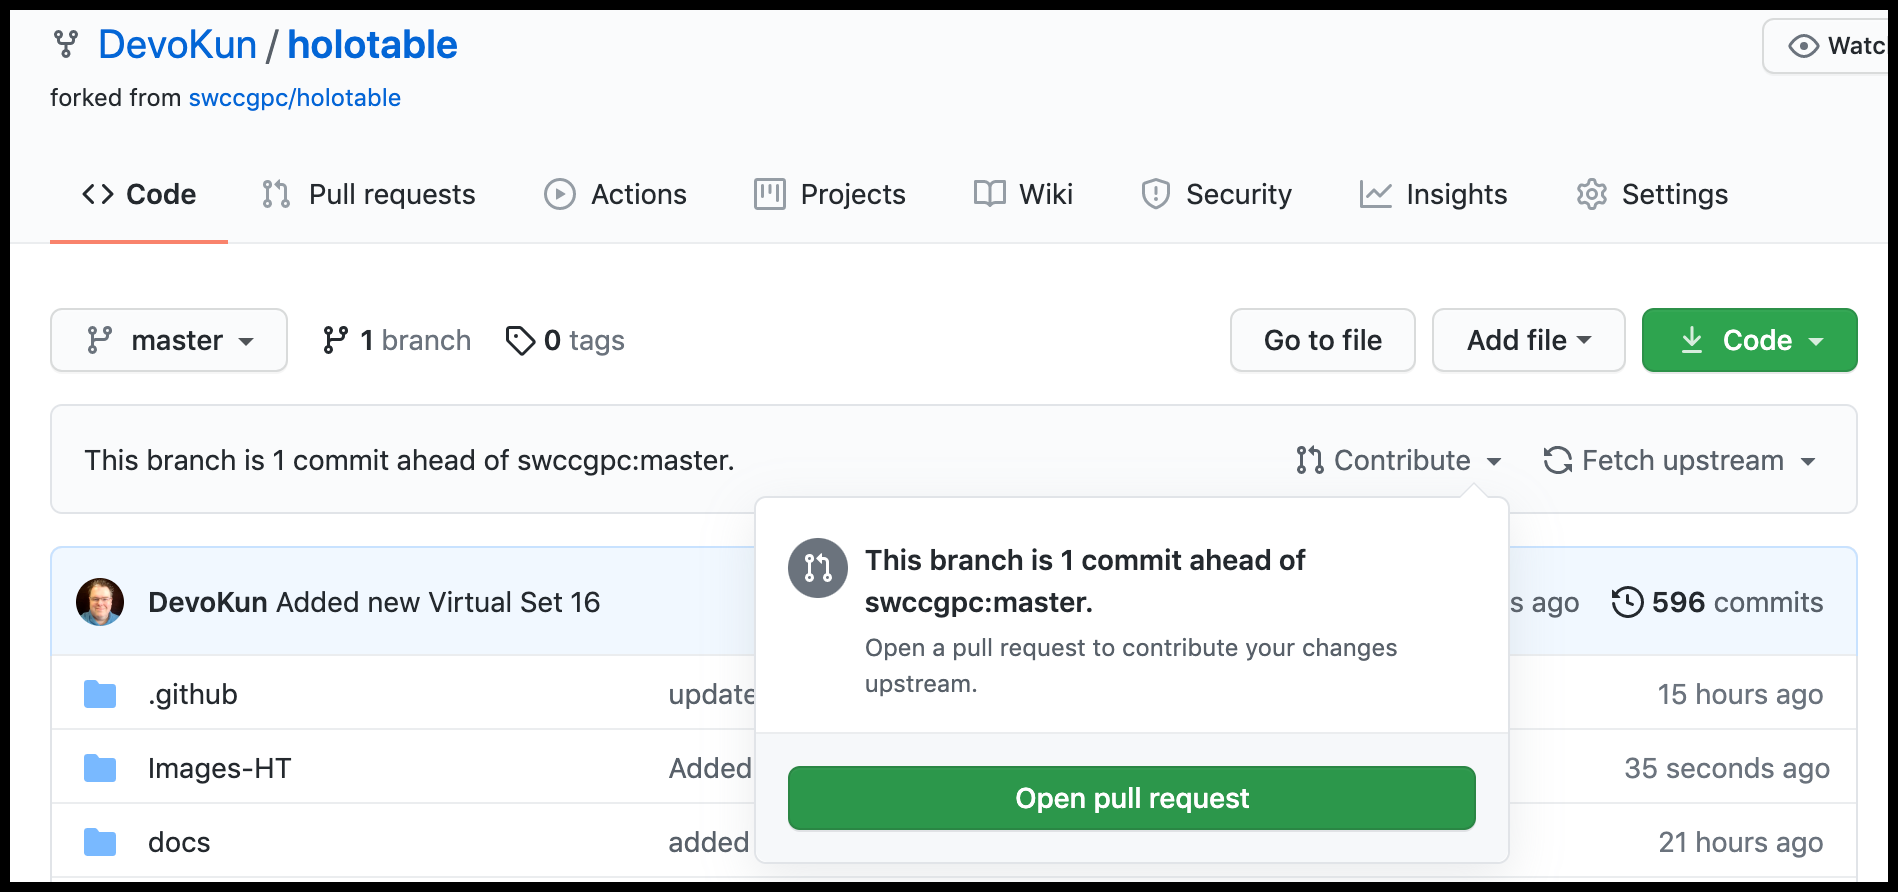 DevoKun / holotable
Watc
forked from swccgpc/holotable
Code Pull requests Actions Projects Wiki Security Insights Settings
master 1 branch 0 tags Go to file Add file Code
This branch is 1 commit ahead of swccgpc:master. Contribute Fetch upstream
This branch is 1 commit ahead of
swccgpc:master.
Open a pull request to contribute your changes
upstream.
Open pull request
DevoKun Added new Virtual Set 16 s ago 596 commits
.github update 15 hours ago
Images-HT Added 35 seconds ago
docs added 21 hours ago